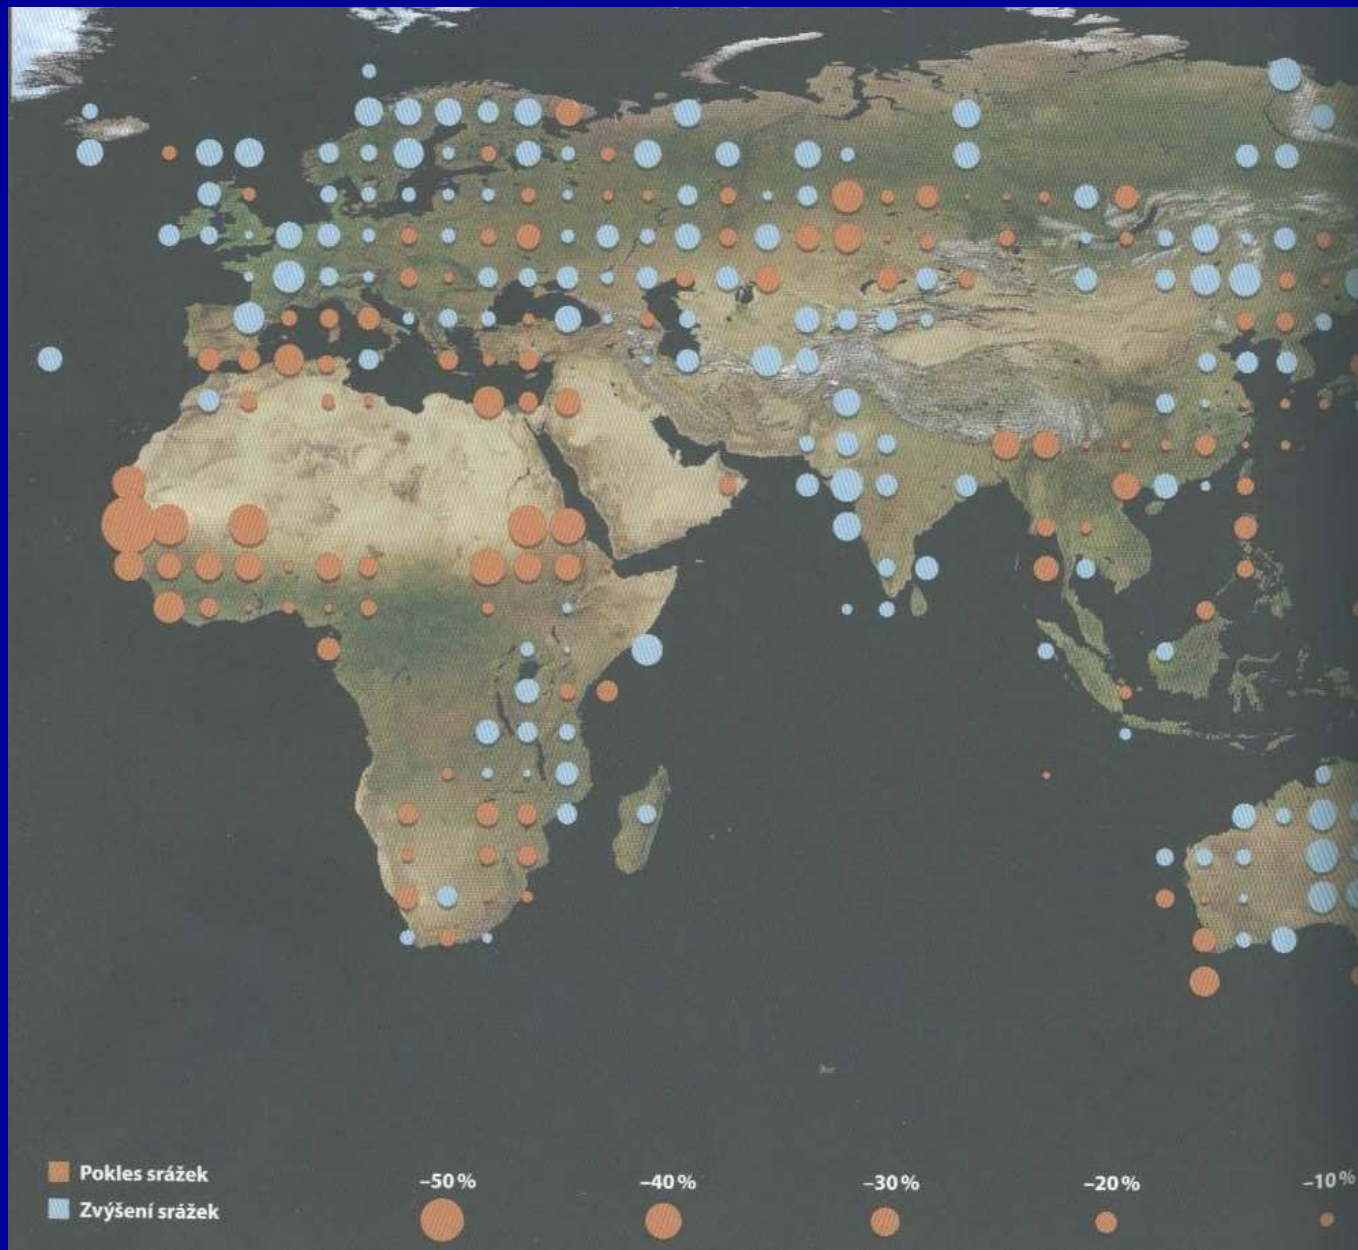 Pokles srážek
Zvýšení srážek
–50 %
–40 %
–30 %
–20 %
–10 %